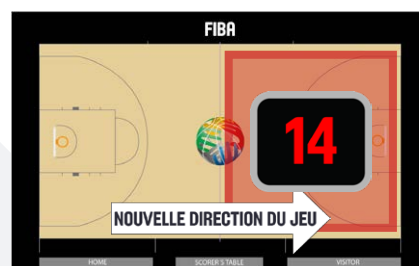 FIBA
14
NOUVELLE DIRECTION DU JEU
HOME
SCORER'S TABLE
VISITOR